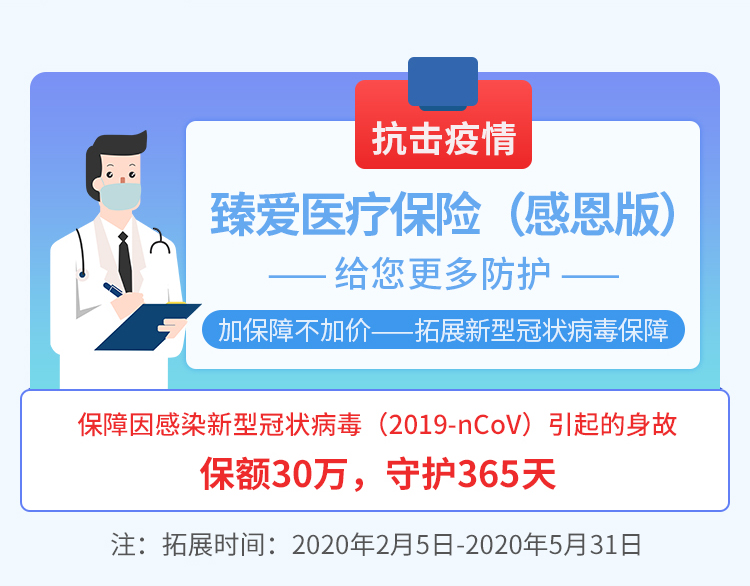 抗击疫情
臻爱医疗保险（感恩版）
—— 给您更多防护 ——
加保障不加价——拓展新型冠状病毒保障
保障因感染新型冠状病毒（2019-nCoV）引起的身故
保额30万，守护365天
注：拓展时间：2020年2月5日-2020年5月31日